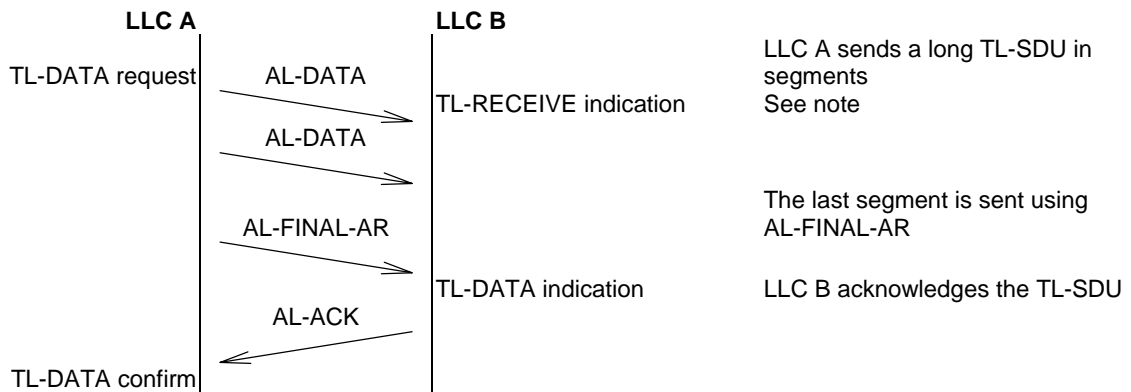 LLC A
LLC B
LLC A sends a long TL-SDU in
segments
TL-DATA request
AL-DATA
TL-RECEIVE indication
See note
AL-DATA
The last segment is sent using
AL-FINAL-AR
AL-FINAL-AR
TL-DATA indication
LLC B acknowledges the TL-SDU
AL-ACK
TL-DATA confirm